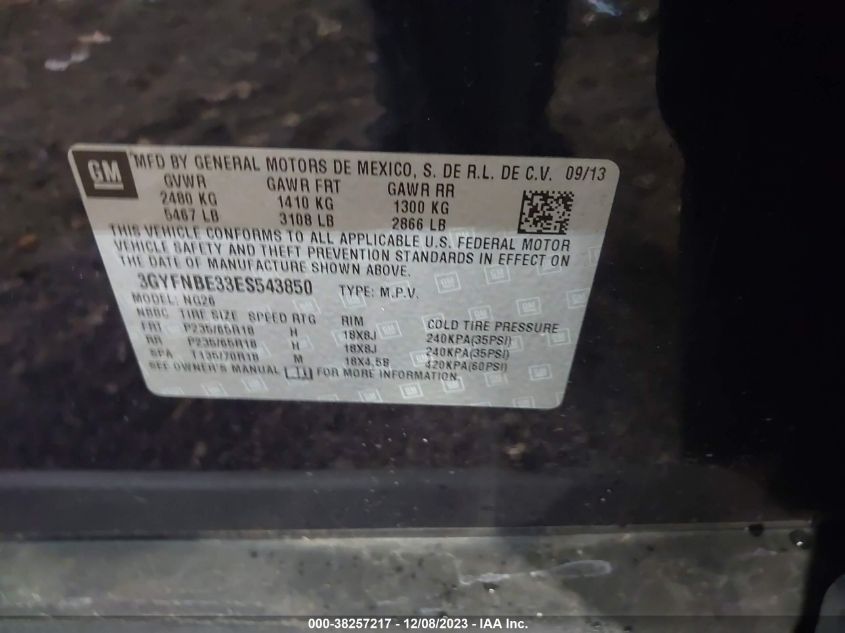 GM MFD BY GENERAL MOTORS DE MEXICO, S. DE R.L. DE C.V. 09/13
GVWR GAWR FRT GAWR RR
2480 KG 1410 KG 1300 KG
5467 LB 3108 LB 2866 LB
THIS VEHICLE CONFORMS TO ALL APPLICABLE U.S. FEDERAL MOTOR
VEHICLE SAFETY AND THEFT PREVENTION STANDARDS IN EFFECT ON
THE DATE OF MANUFACTURE SHOWN ABOVE.
3GYFNBE33ES543850 TYPE: M.P.V.
MODEL: NG26
NBBC TIRE SIZE SPEED RTG RIM COLD TIRE PRESSURE
FRT P235/65R18 H 18X8J 240KPA(35PSI)
RR P235/65R18 H 18X8J 240KPA(35PSI)
SPA T135/70R18 M 18X4.5B 420KPA(60PSI)
SEE OWNER'S MANUAL FOR MORE INFORMATION
000-38257217 - 12/08/2023 - IAA Inc.